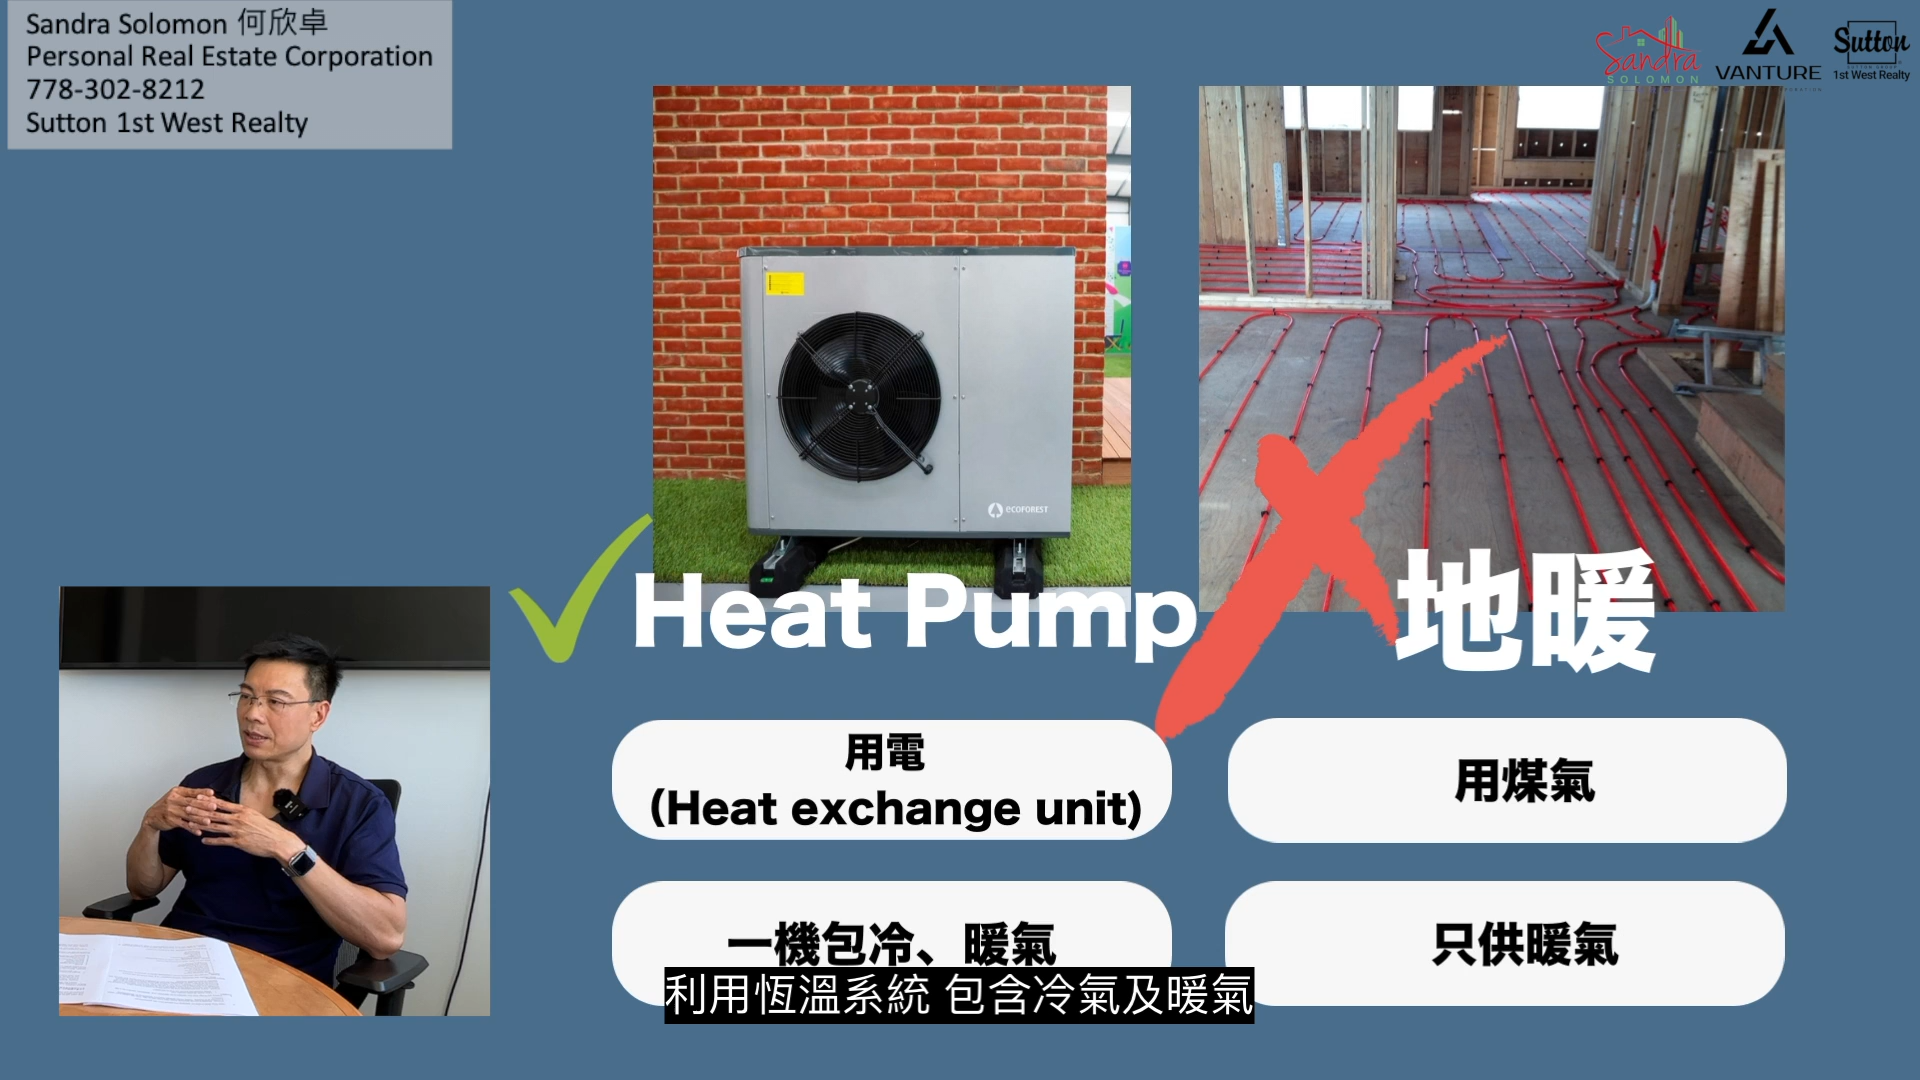 Sandra Solomon 何欣卓
Personal Real Estate Corporation
778-302-8212
Sutton 1st West Realty
Sandra
SOLOMON
VANTURE
Sutton
1st West Realty
ecoforest
Heat Pump
地暖
用電
(Heat exchange unit)
用煤氣
一機包冷、暖氣
只供暖氣
利用恆溫系統 包含冷氣及暖氣